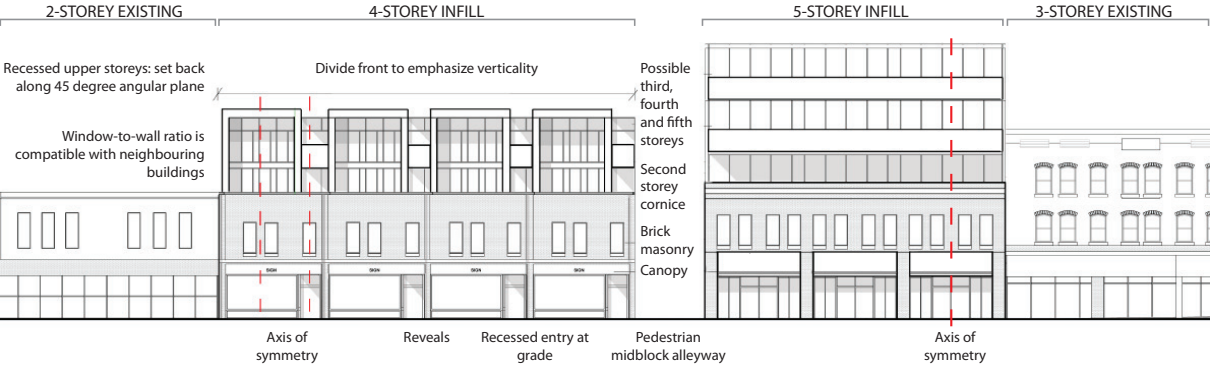 2-STOREY EXISTING
4-STOREY INFILL
5-STOREY INFILL
3-STOREY EXISTING
Recessed upper storeys: set back
along 45 degree angular plane
Divide front to emphasize verticality
Window-to-wall ratio is
compatible with neighbouring
buildings
Possible
third,
fourth
and fifth
storeys
Second
storey
cornice
Brick
masonry
Canopy
SIGN
SIGN
SIGN
SIGN
Axis of
symmetry
Reveals
Recessed entry at
grade
Pedestrian
midblock alleyway
Axis of
symmetry